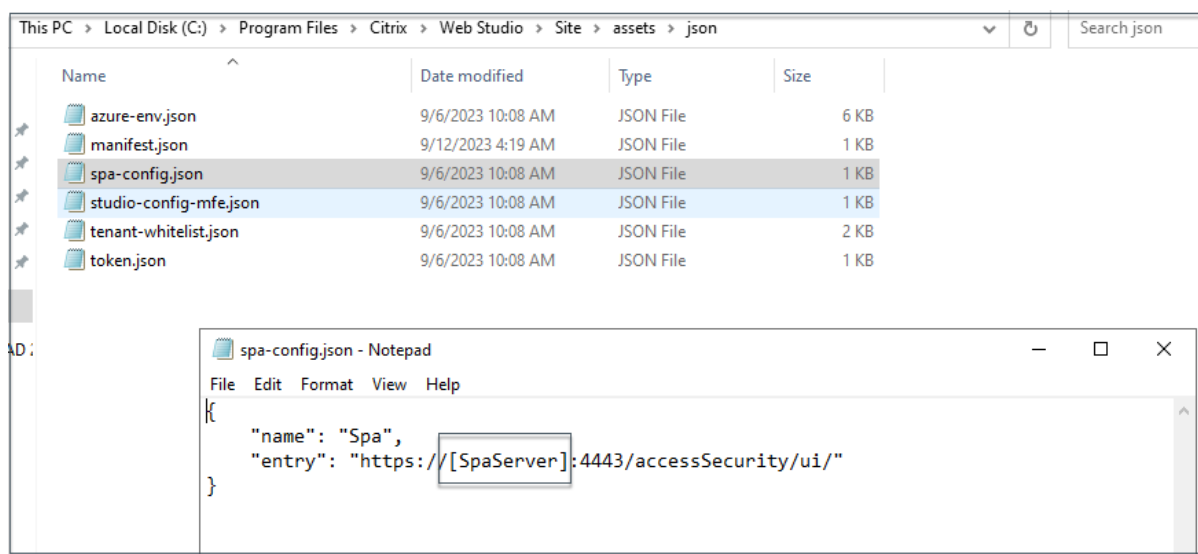 This PC > Local Disk (C:) > Program Files > Citrix > Web Studio > Site > assets > json Search json
Name Date modified Type Size
azure-env.json 9/6/2023 10:08 AM JSON File 6 KB
manifest.json 9/12/2023 4:19 AM JSON File 1 KB
spa-config.json 9/6/2023 10:08 AM JSON File 1 KB
studio-config-mfe.json 9/6/2023 10:08 AM JSON File 1 KB
tenant-whitelist.json 9/6/2023 10:08 AM JSON File 2 KB
token.json 9/6/2023 10:08 AM JSON File 1 KB
spa-config.json - Notepad
File Edit Format View Help
{
"name": "Spa",
"entry": "https://[SpaServer]:4443/accessSecurity/ui/"
}